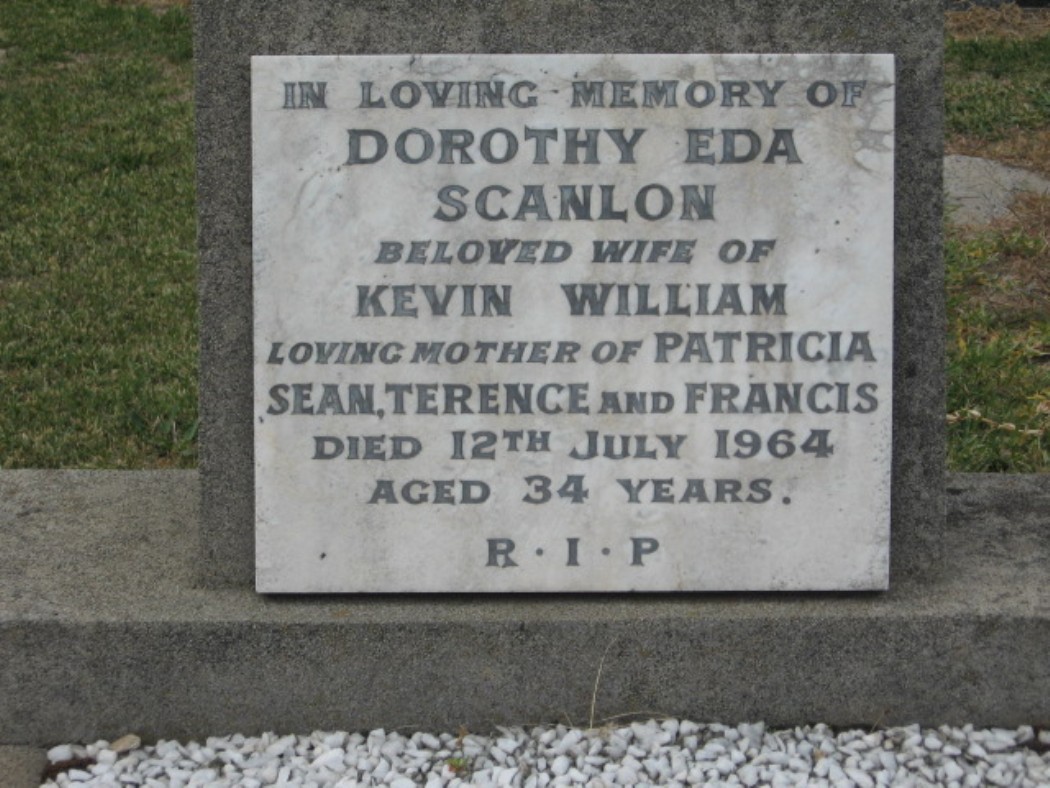 IN LOVING MEMORY OF
DOROTHY EDA
SCANLON
BELOVED WIFE OF
KEVIN WILLIAM
LOVING MOTHER OF PATRICIA
SEAN, TERENCE AND FRANCIS
DIED 12TH JULY 1964
AGED 34 YEARS.
R · I · P